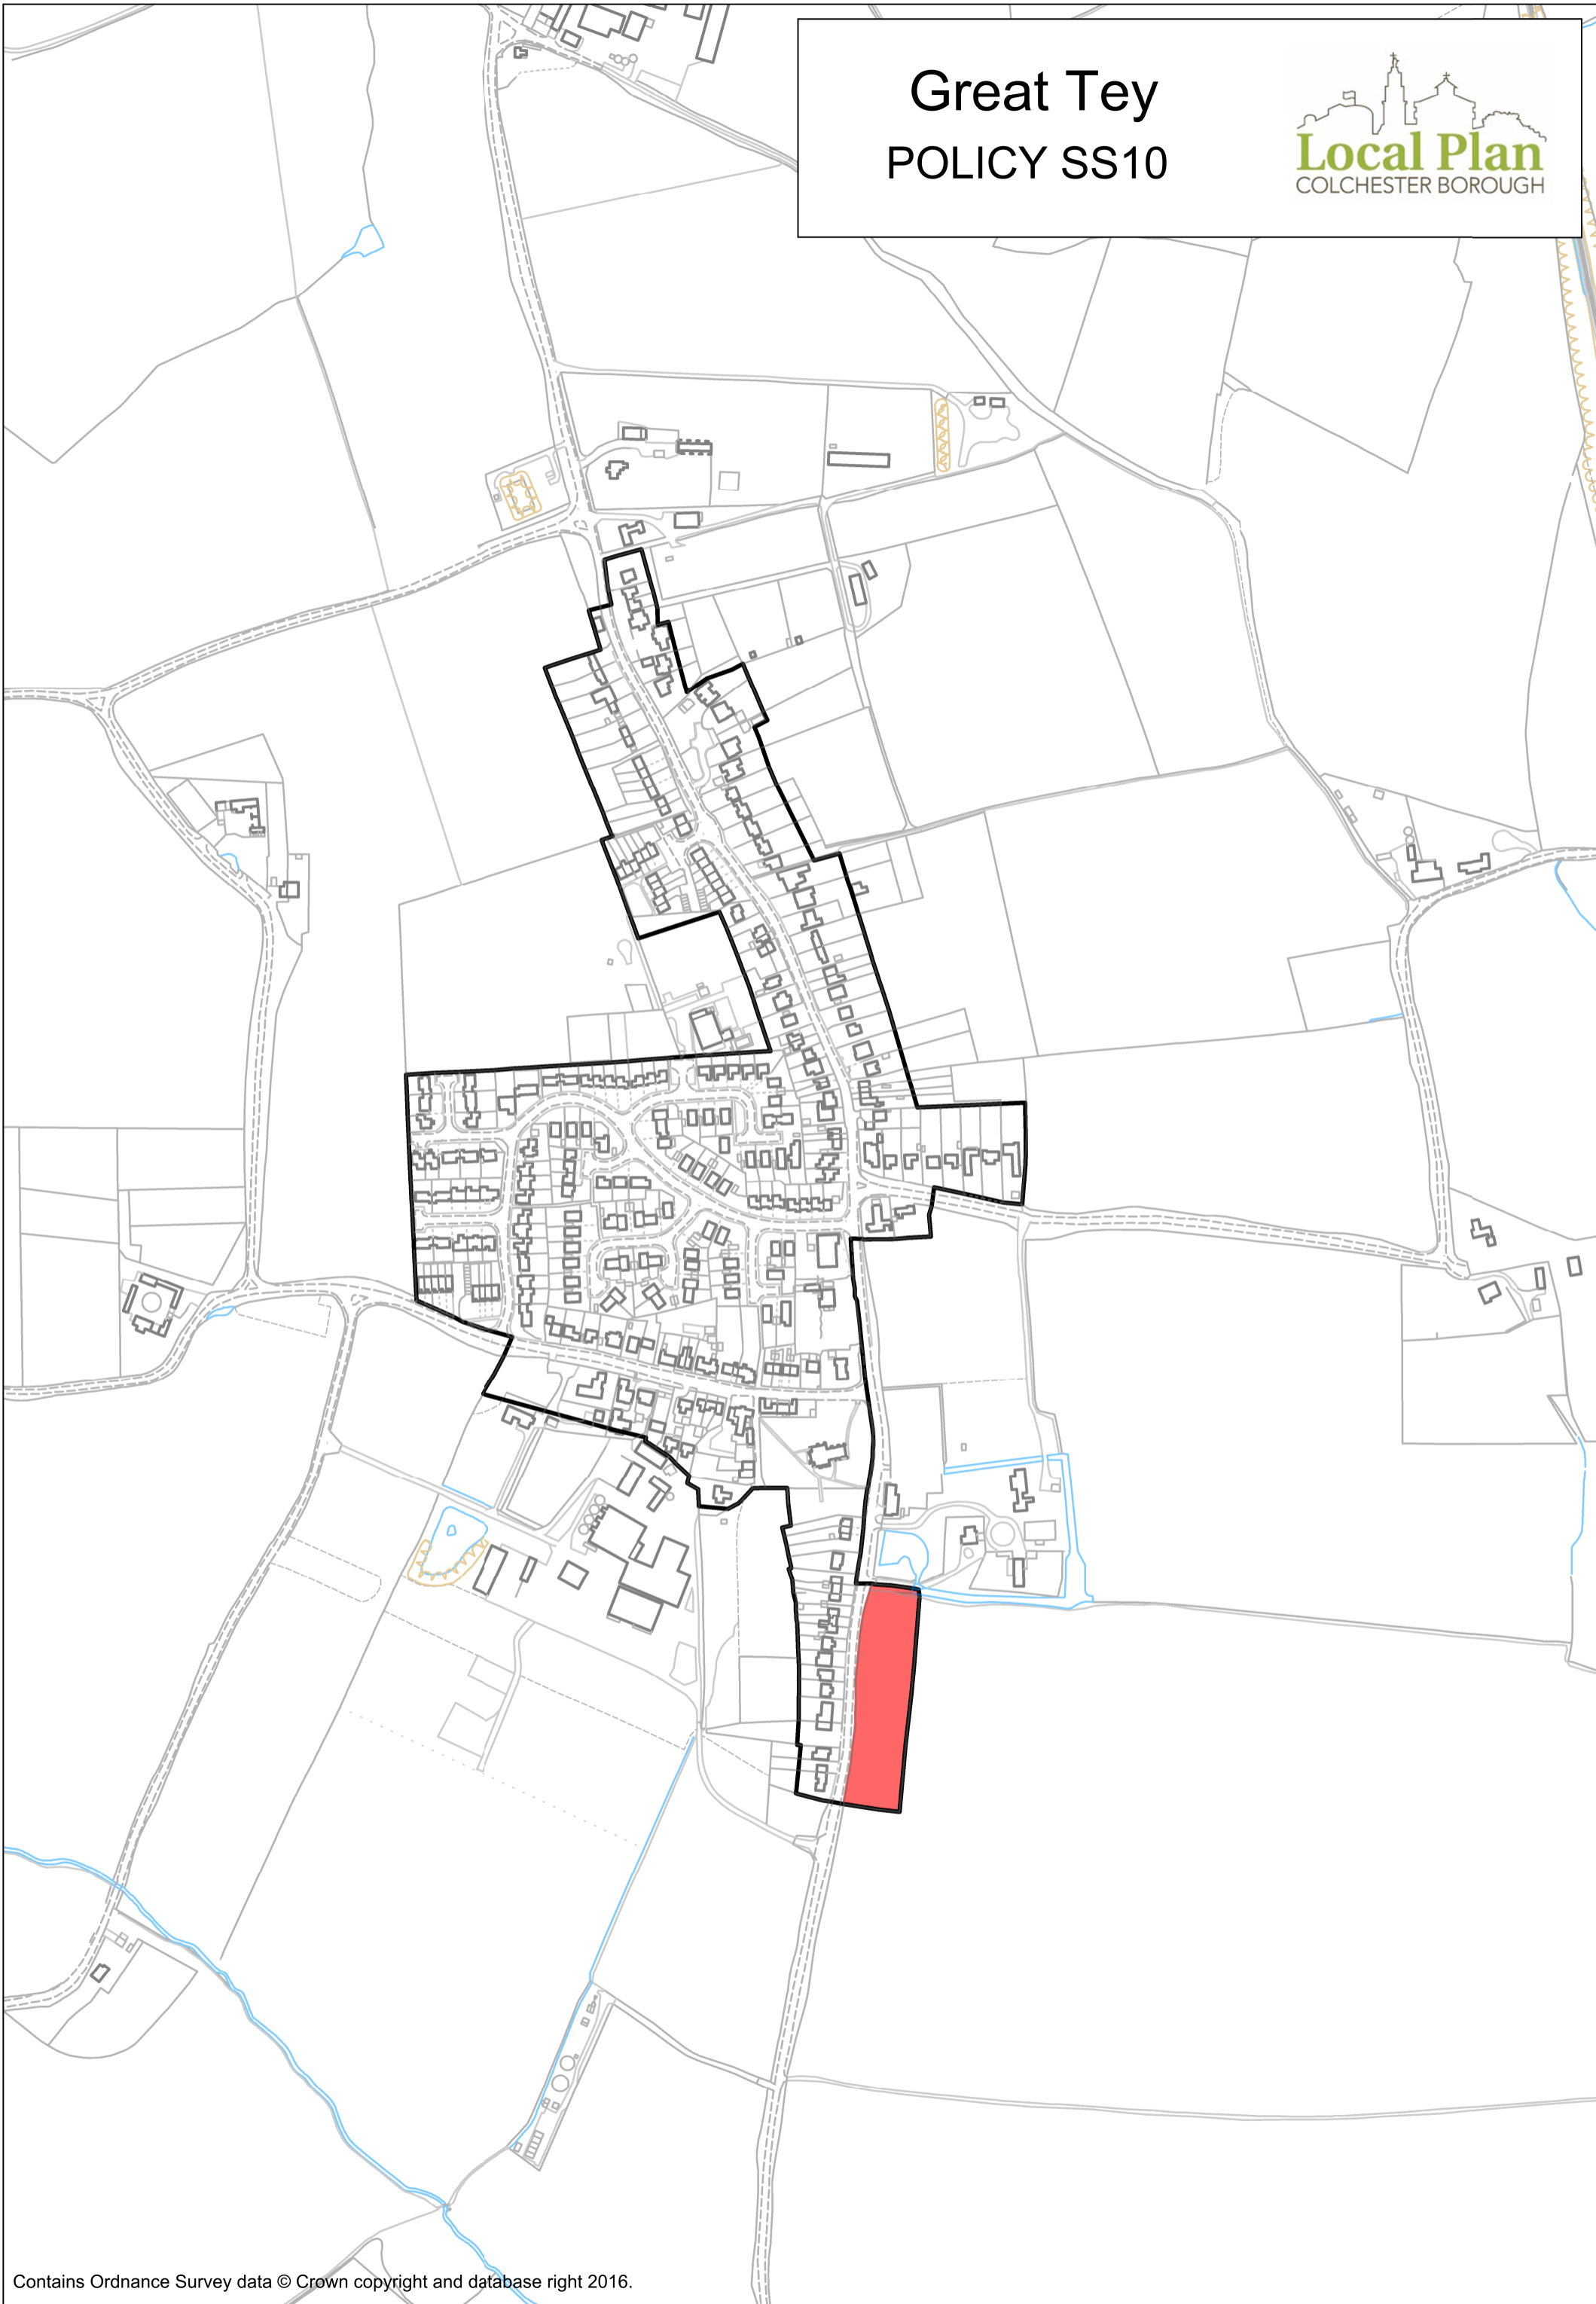 Great Tey
POLICY SS10
Local Plan
COLCHESTER BOROUGH
Contains Ordnance Survey data © Crown copyright and database right 2016.